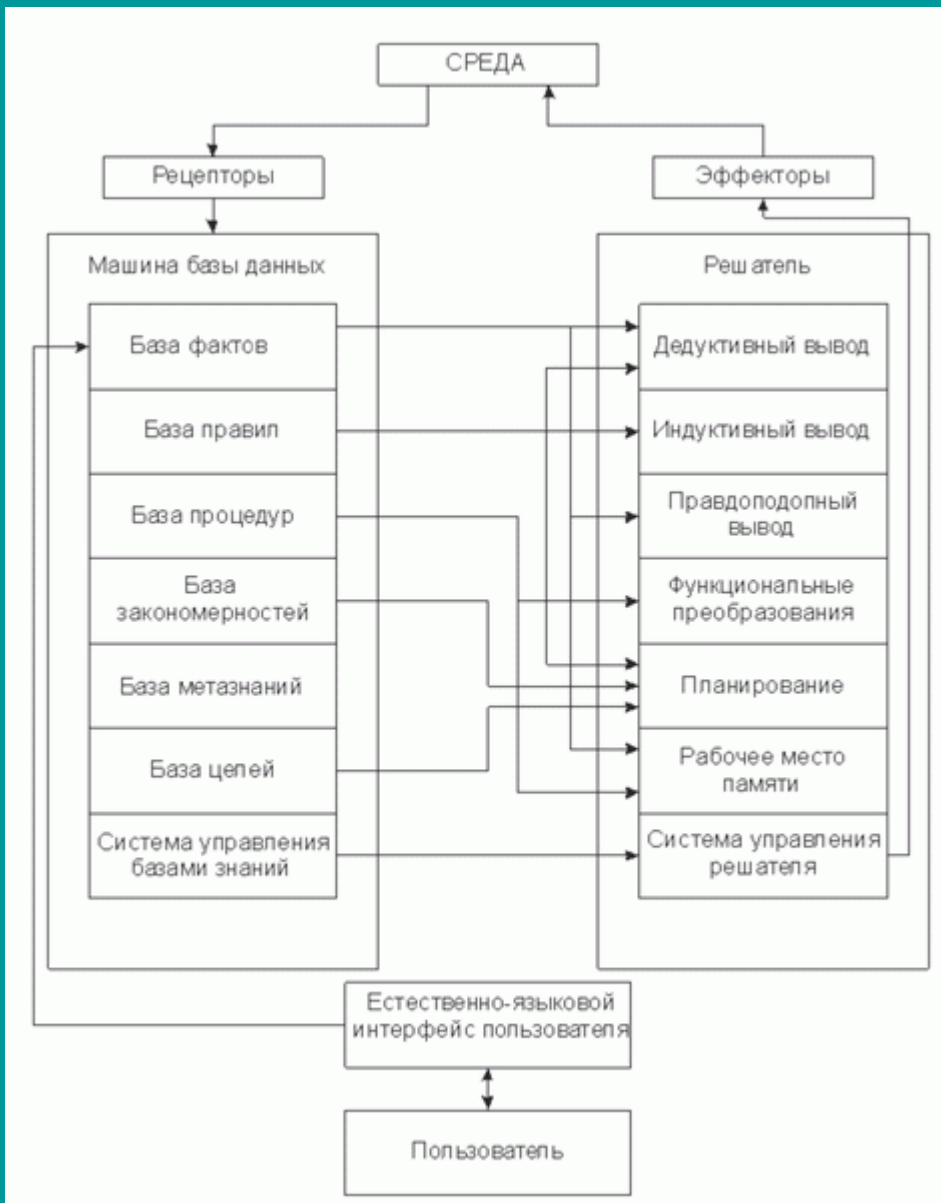 СРЕДА
Рецепторы
Эффекторы
Машина базы данных
База фактов
База правил
База процедур
База
закономерностей
База метазнаний
База целей
Система управления
базами знаний
Решатель
Дедуктивный вывод
Индуктивный вывод
Правдоподопный
вывод
Функциональные
преобразования
Планирование
Рабочее место
памяти
Система управления
решателя
Естественно-языковой
интерфейс пользователя
Пользователь